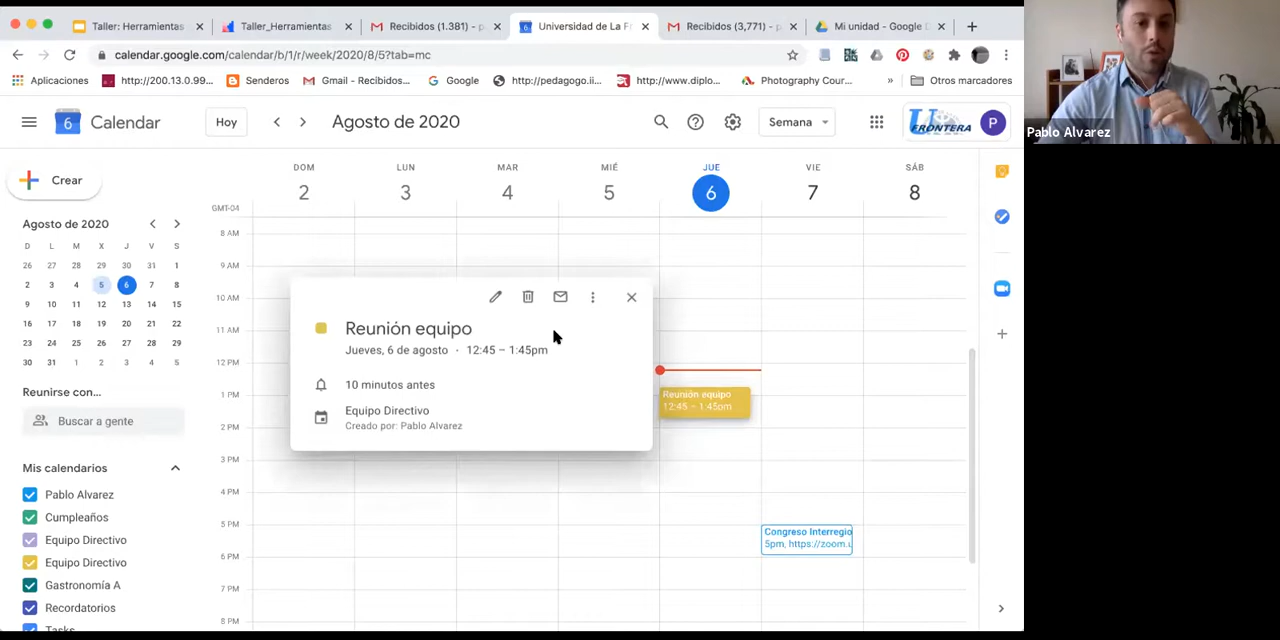 Taller: Herramientas
Taller_Herramientas
Recibidos (1.381) - p
Universidad de La Fr
Recibidos (3,771) - p
Mi unidad - Google D
calendar.google.com/calendar/b/1/r/week/2020/8/5?tab=mc
Aplicaciones
http://200.13.0.99...
Senderos
Gmail - Recibidos...
Google
http://pedagogo.ii...
http://www.diplo...
Photography Cour...
»
Otros marcadores
6
Calendar
Hoy
Agosto de 2020
Semana
U FRONTERA
P
Pablo Alvarez
Crear
DOM
2
LUN
3
MAR
4
MIÉ
5
JUE
6
VIE
7
SÁB
8
GMT-04
8 AM
9 AM
10 AM
11 AM
12 PM
1 PM
2 PM
3 PM
4 PM
5 PM
6 PM
7 PM
8 PM
Agosto de 2020
D L M X J V S
26 27 28 29 30 31 1
2 3 4 5 6 7 8
9 10 11 12 13 14 15
16 17 18 19 20 21 22
23 24 25 26 27 28 29
30 31 1 2 3 4 5
Reunirse con...
Buscar a gente
Mis calendarios
Pablo Alvarez
Cumpleaños
Equipo Directivo
Equipo Directivo
Gastronomía A
Recordatorios
Tasks
Reunión equipo
Jueves, 6 de agosto · 12:45 – 1:45pm
10 minutos antes
Equipo Directivo
Creado por: Pablo Alvarez
Reunión equipo
12:45 – 1:45pm
Congreso Interregio
5pm, https://zoom.u